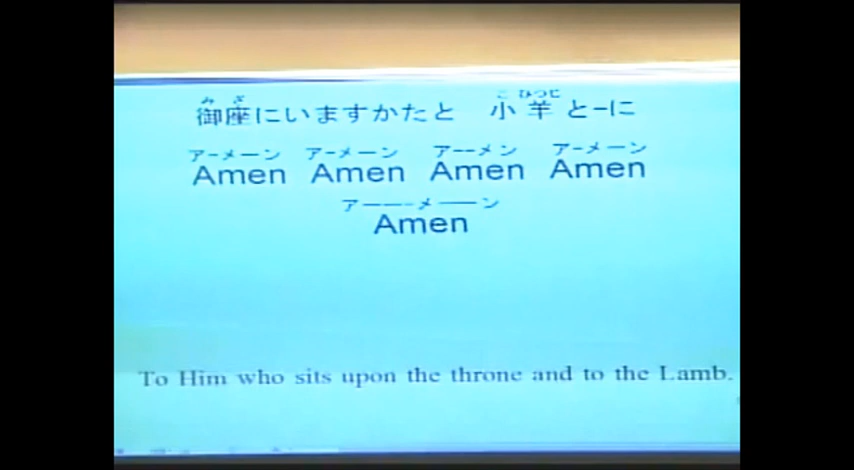 み ざ こ ひつじ
御座にいますかたと 小羊とーに
アーメーン アーメーン アーーメン アーメーン
Amen Amen Amen Amen
アーーーメーーン
Amen
To Him who sits upon the throne and to the Lamb.